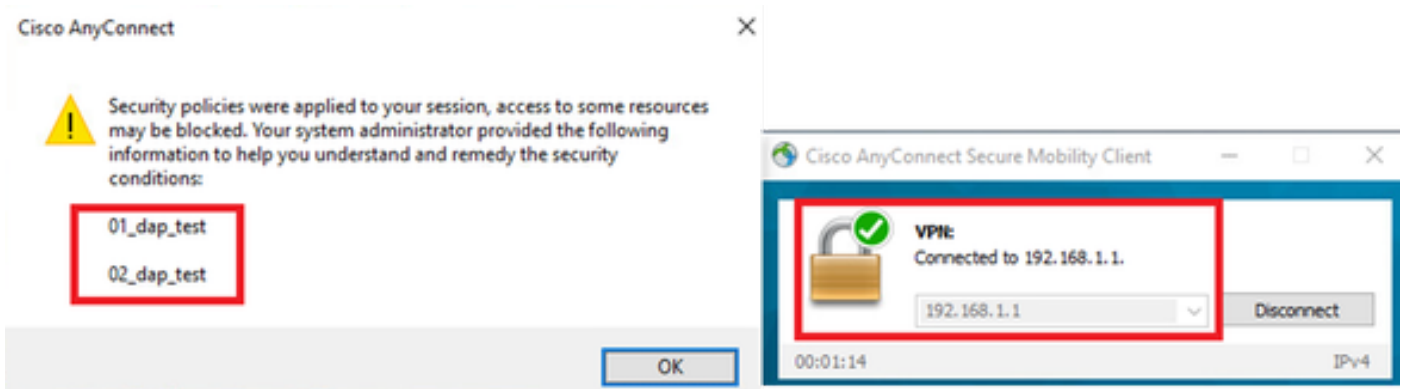 Cisco AnyConnect
Security policies were applied to your session, access to some resources
may be blocked. Your system administrator provided the following
information to help you understand and remedy the security
conditions:
01_dap_test
02_dap_test
OK
Cisco AnyConnect Secure Mobility Client
VPN:
Connected to 192.168.1.1.
192.168.1.1
Disconnect
00:01:14
IPv4